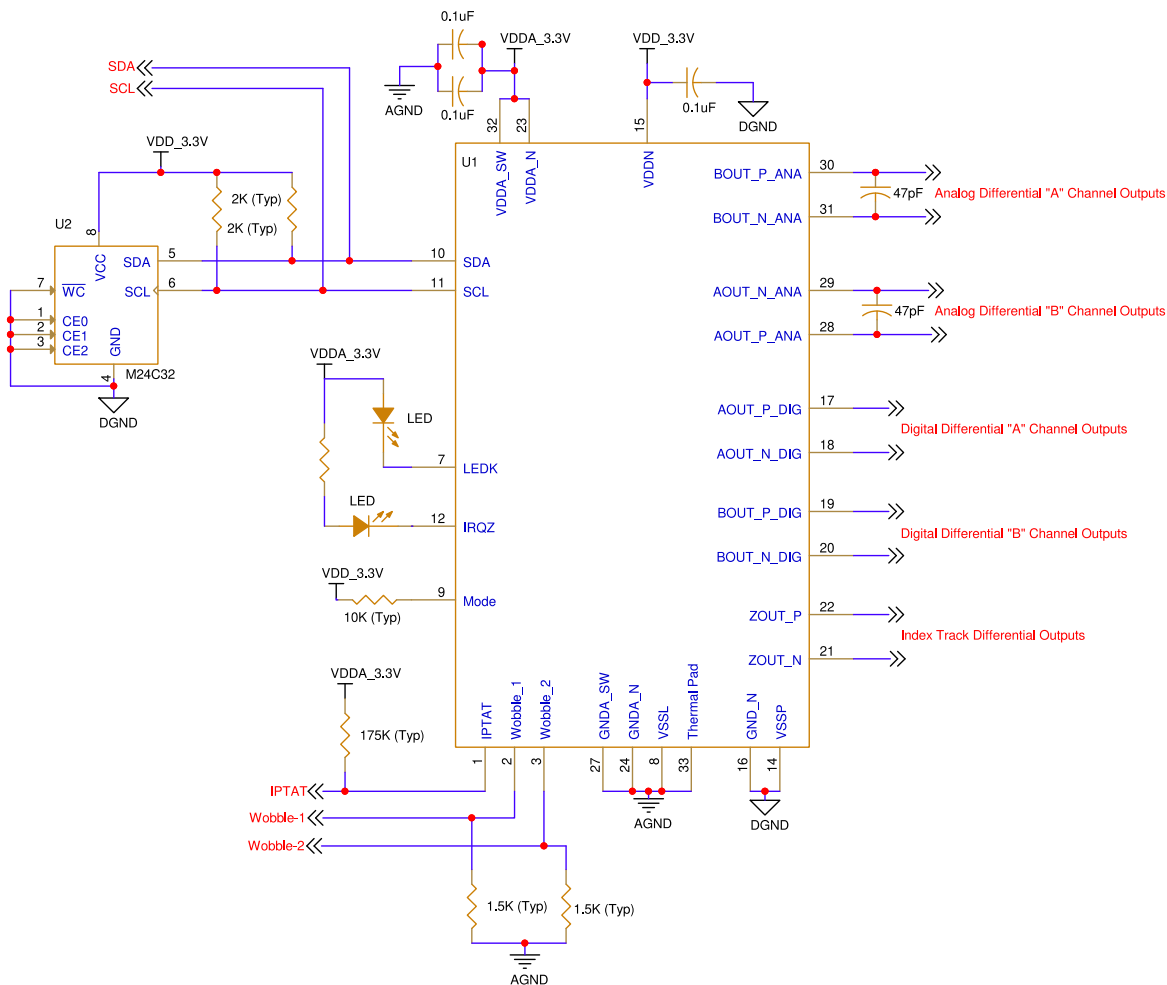 0.1uF
VDDA_3.3V
VDD_3.3V
SDA
SCL
AGND
0.1uF
0.1uF
DGND
32
23
15
VDD_3.3V
U1
VDDA_SW
VDDA_N
VDDN
BOUT_P_ANA
30
47pF
Analog Differential "A" Channel Outputs
BOUT_N_ANA
31
2K (Typ)
2K (Typ)
U2
8
VCC
SDA
5
10
SDA
7
WC
SCL
6
11
SCL
AOUT_N_ANA
29
47pF
Analog Differential "B" Channel Outputs
AOUT_P_ANA
28
1
CE0
2
CE1
3
CE2
GND
4
M24C32
DGND
VDDA_3.3V
LED
7
LEDK
AOUT_P_DIG
17
Digital Differential "A" Channel Outputs
AOUT_N_DIG
18
LED
12
IRQZ
BOUT_P_DIG
19
Digital Differential "B" Channel Outputs
BOUT_N_DIG
20
VDD_3.3V
9
Mode
10K (Typ)
ZOUT_P
22
Index Track Differential Outputs
ZOUT_N
21
VDDA_3.3V
175K (Typ)
IPTAT
Wobble_1
Wobble_2
GNDA_SW
GNDA_N
VSSL
Thermal Pad
GND_N
VSSP
1
2
3
27
24
8
33
16
14
IPTAT
Wobble-1
Wobble-2
AGND
DGND
1.5K (Typ)
1.5K (Typ)
AGND